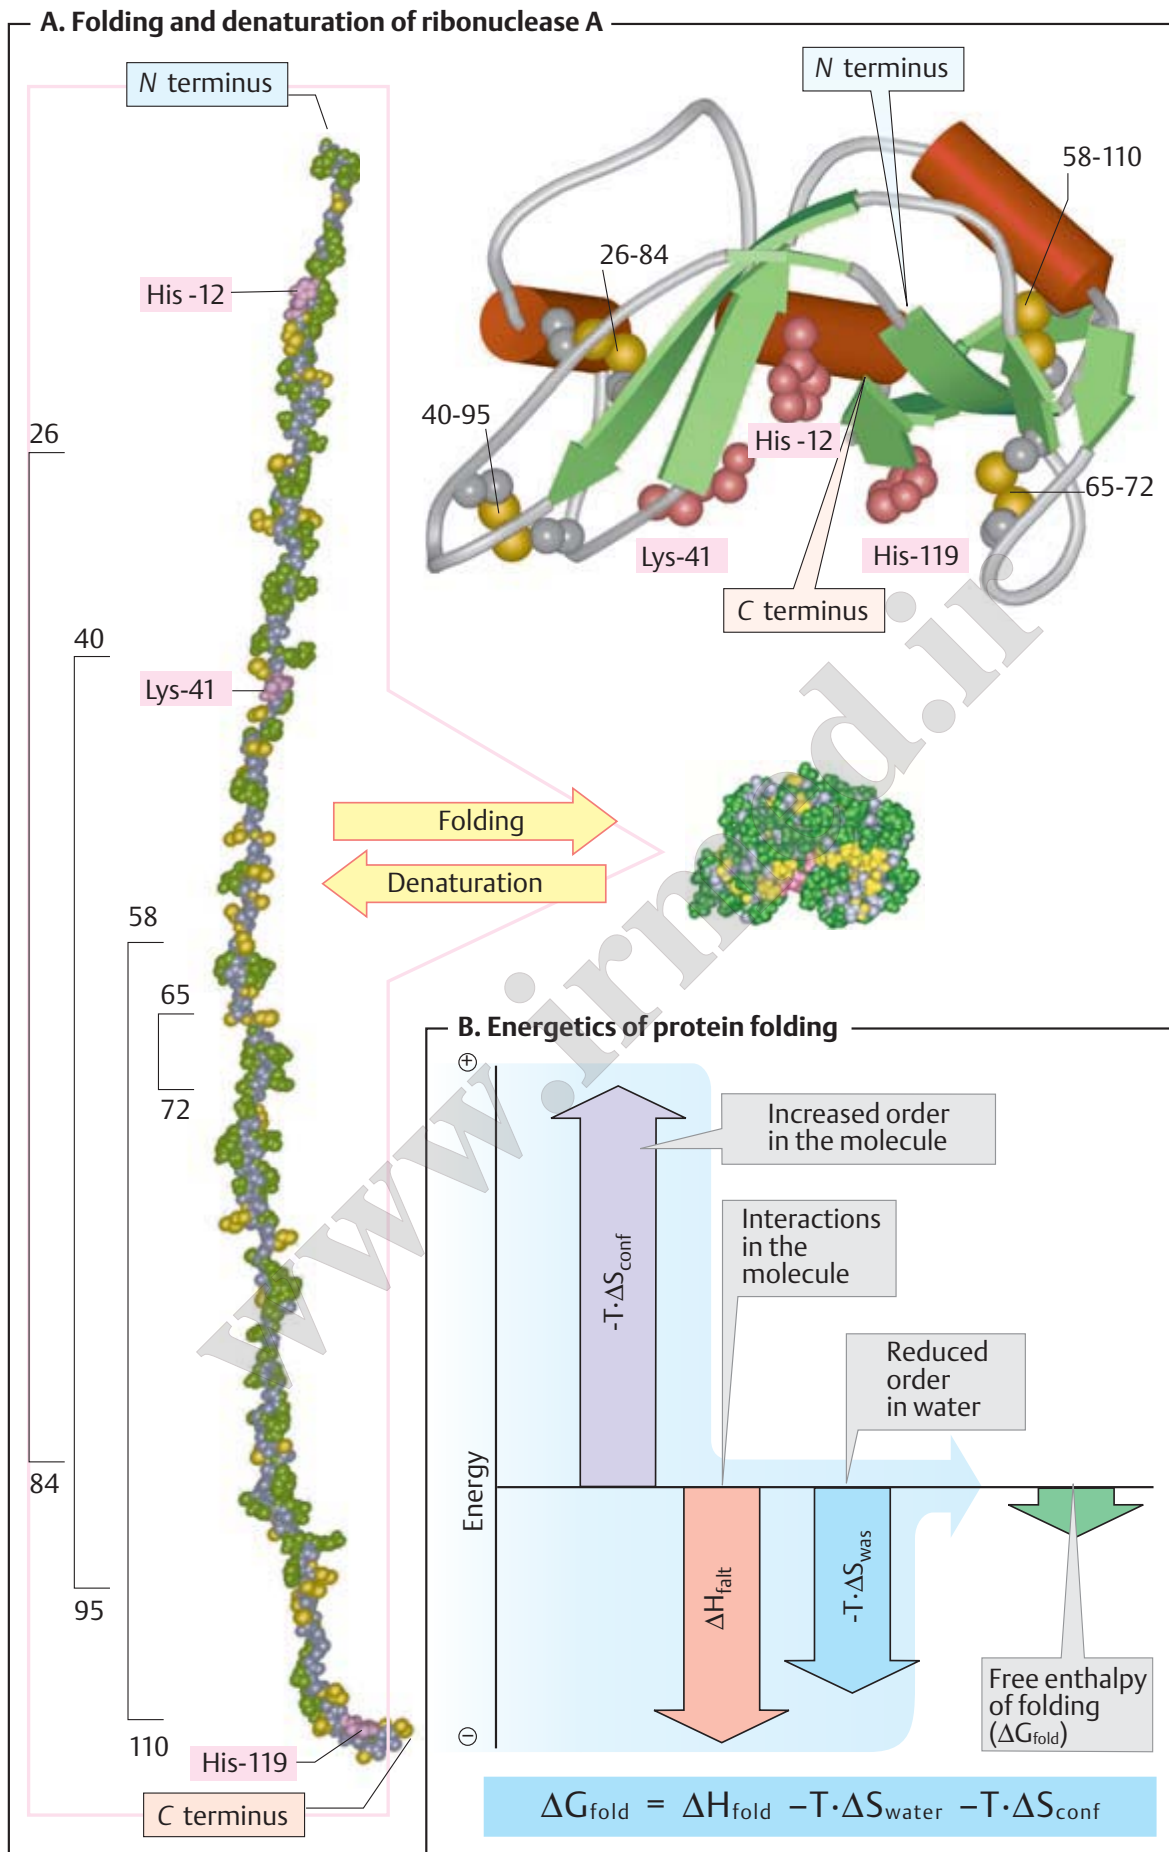 A. Folding and denaturation of ribonuclease A
N terminus
His -12
26
40
Lys-41
58
65
72
84
95
110
His-119
C terminus
N terminus
58-110
26-84
40-95
His -12
65-72
Lys-41
His-119
C terminus
Folding
Denaturation
www.irmed.ir
B. Energetics of protein folding
+
Increased order
in the molecule
Interactions
in the
molecule
-T·ΔSconf
Reduced
order
in water
Energy
ΔHfalt
-T·ΔSwas
Free enthalpy
of folding
(ΔGfold)
−
ΔGfold = ΔHfold −T·ΔSwater −T·ΔSconf